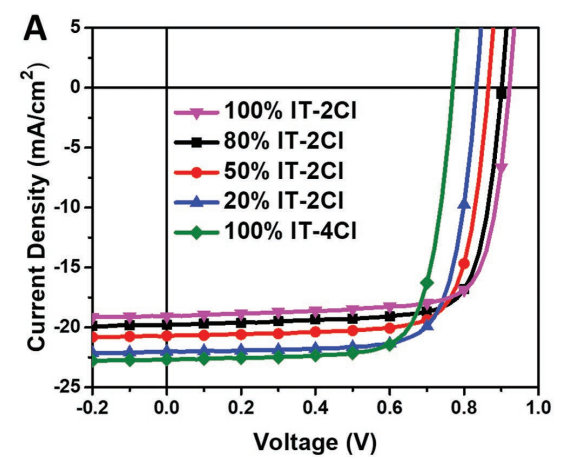 A
5
0
-5
-10
-15
-20
-25
Current Density (mA/cm²)
100% IT-2Cl
80% IT-2Cl
50% IT-2Cl
20% IT-2Cl
100% IT-4Cl
-0.2 0.0 0.2 0.4 0.6 0.8 1.0
Voltage (V)